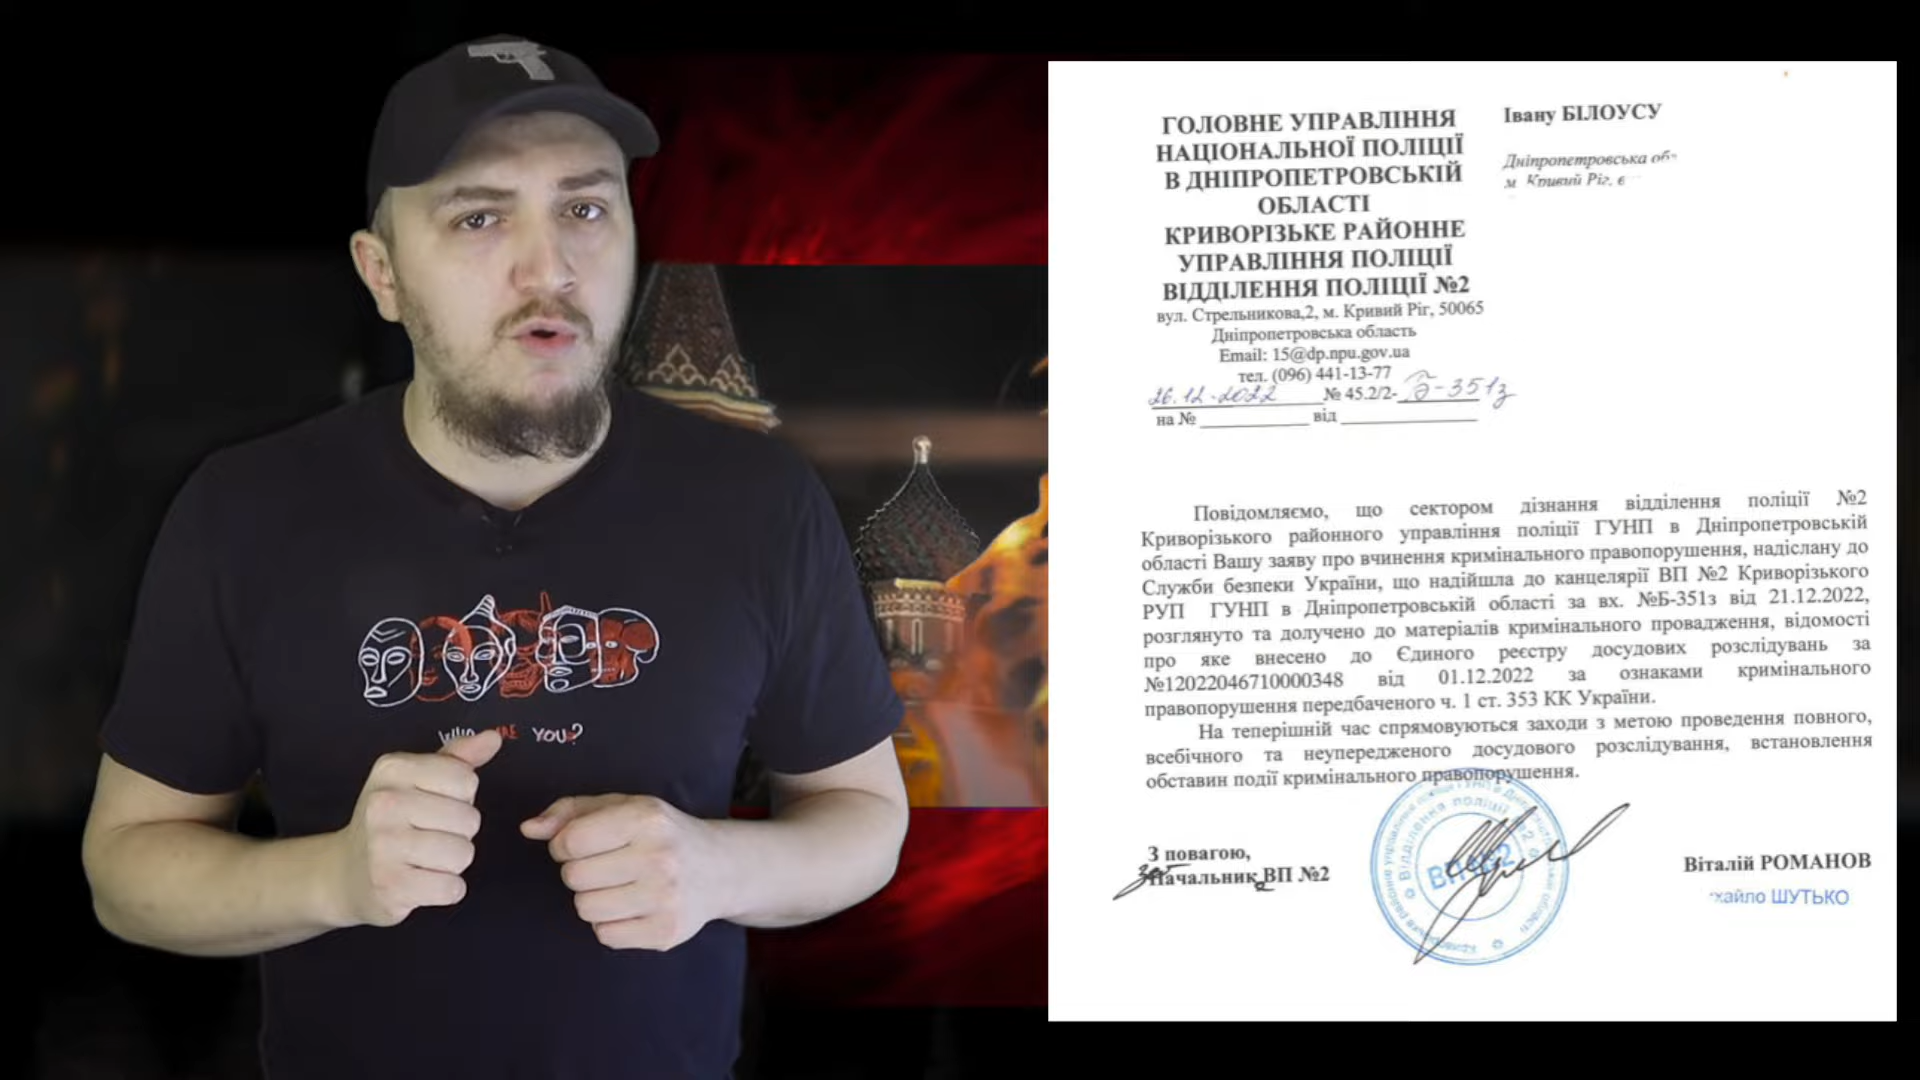 WHO ARE YOU?
ГОЛОВНЕ УПРАВЛІННЯ
НАЦІОНАЛЬНОЇ ПОЛІЦІЇ
В ДНІПРОПЕТРОВСЬКІЙ
ОБЛАСТІ
КРИВОРІЗЬКЕ РАЙОННЕ
УПРАВЛІННЯ ПОЛІЦІЇ
ВІДДІЛЕННЯ ПОЛІЦІЇ №2
вул. Стрельникова,2, м. Кривий Ріг, 50065
Дніпропетровська область
Email: 15@dp.npu.gov.ua
тел. (096) 441-13-77
26.12.2022 № 45.2/2- Б-351з
на № від
Івану БІЛОУСУ
Дніпропетровська
м. Кривий Ріг,
Повідомляємо, що сектором дізнання відділення поліції №2
Криворізького районного управління поліції ГУНП в Дніпропетровській
області Вашу заяву про вчинення кримінального правопорушення, надіслану до
Служби безпеки України, що надійшла до канцелярії ВП №2 Криворізького
РУП ГУНП в Дніпропетровській області за вх. №Б-351з від 21.12.2022,
розглянуто та долучено до матеріалів кримінального провадження, відомості
про яке внесено до Єдиного реєстру досудових розслідувань за
№12022046710000348 від 01.12.2022 за ознаками кримінального
правопорушення передбаченого ч. 1 ст. 353 КК України.
На теперішній час спрямовуються заходи з метою проведення повного,
всебічного та неупередженого досудового розслідування, встановлення
обставин події кримінального правопорушення.
З повагою,
Начальник ВП №2
ВП №2
Віталій РОМАНОВ
ШУТЬКО